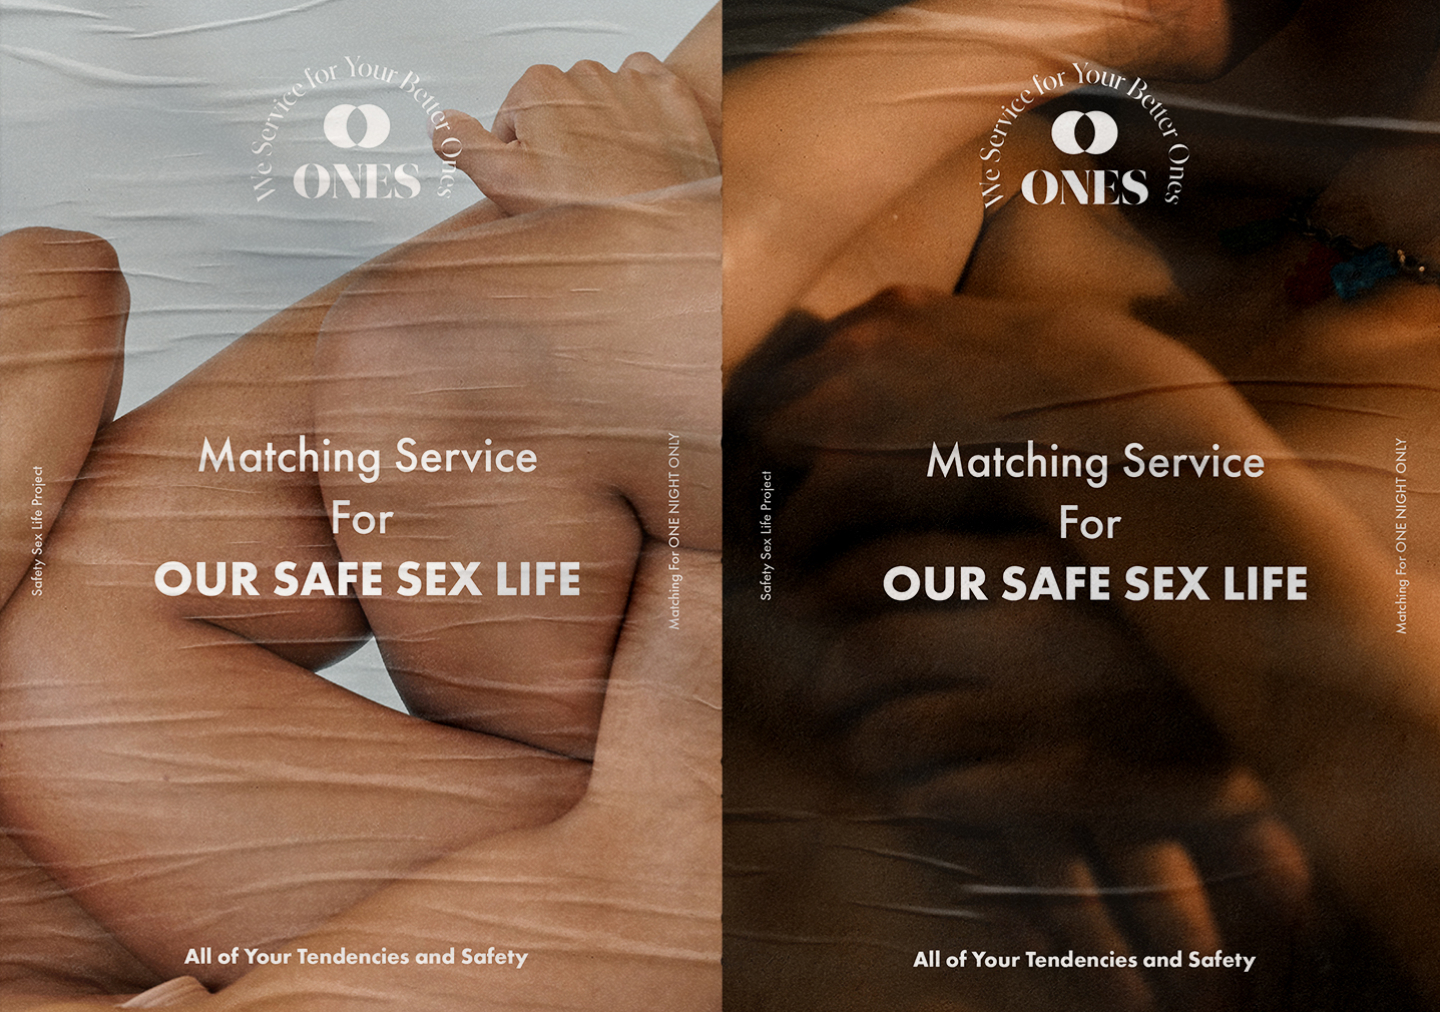 We Service for Your Better Ones
ONES
Matching Service
For
OUR SAFE SEX LIFE
Safety Sex Life Project
Matching For ONE NIGHT ONLY
All of Your Tendencies and Safety
We Service for Your Better Ones
ONES
Matching Service
For
OUR SAFE SEX LIFE
Safety Sex Life Project
Matching For ONE NIGHT ONLY
All of Your Tendencies and Safety